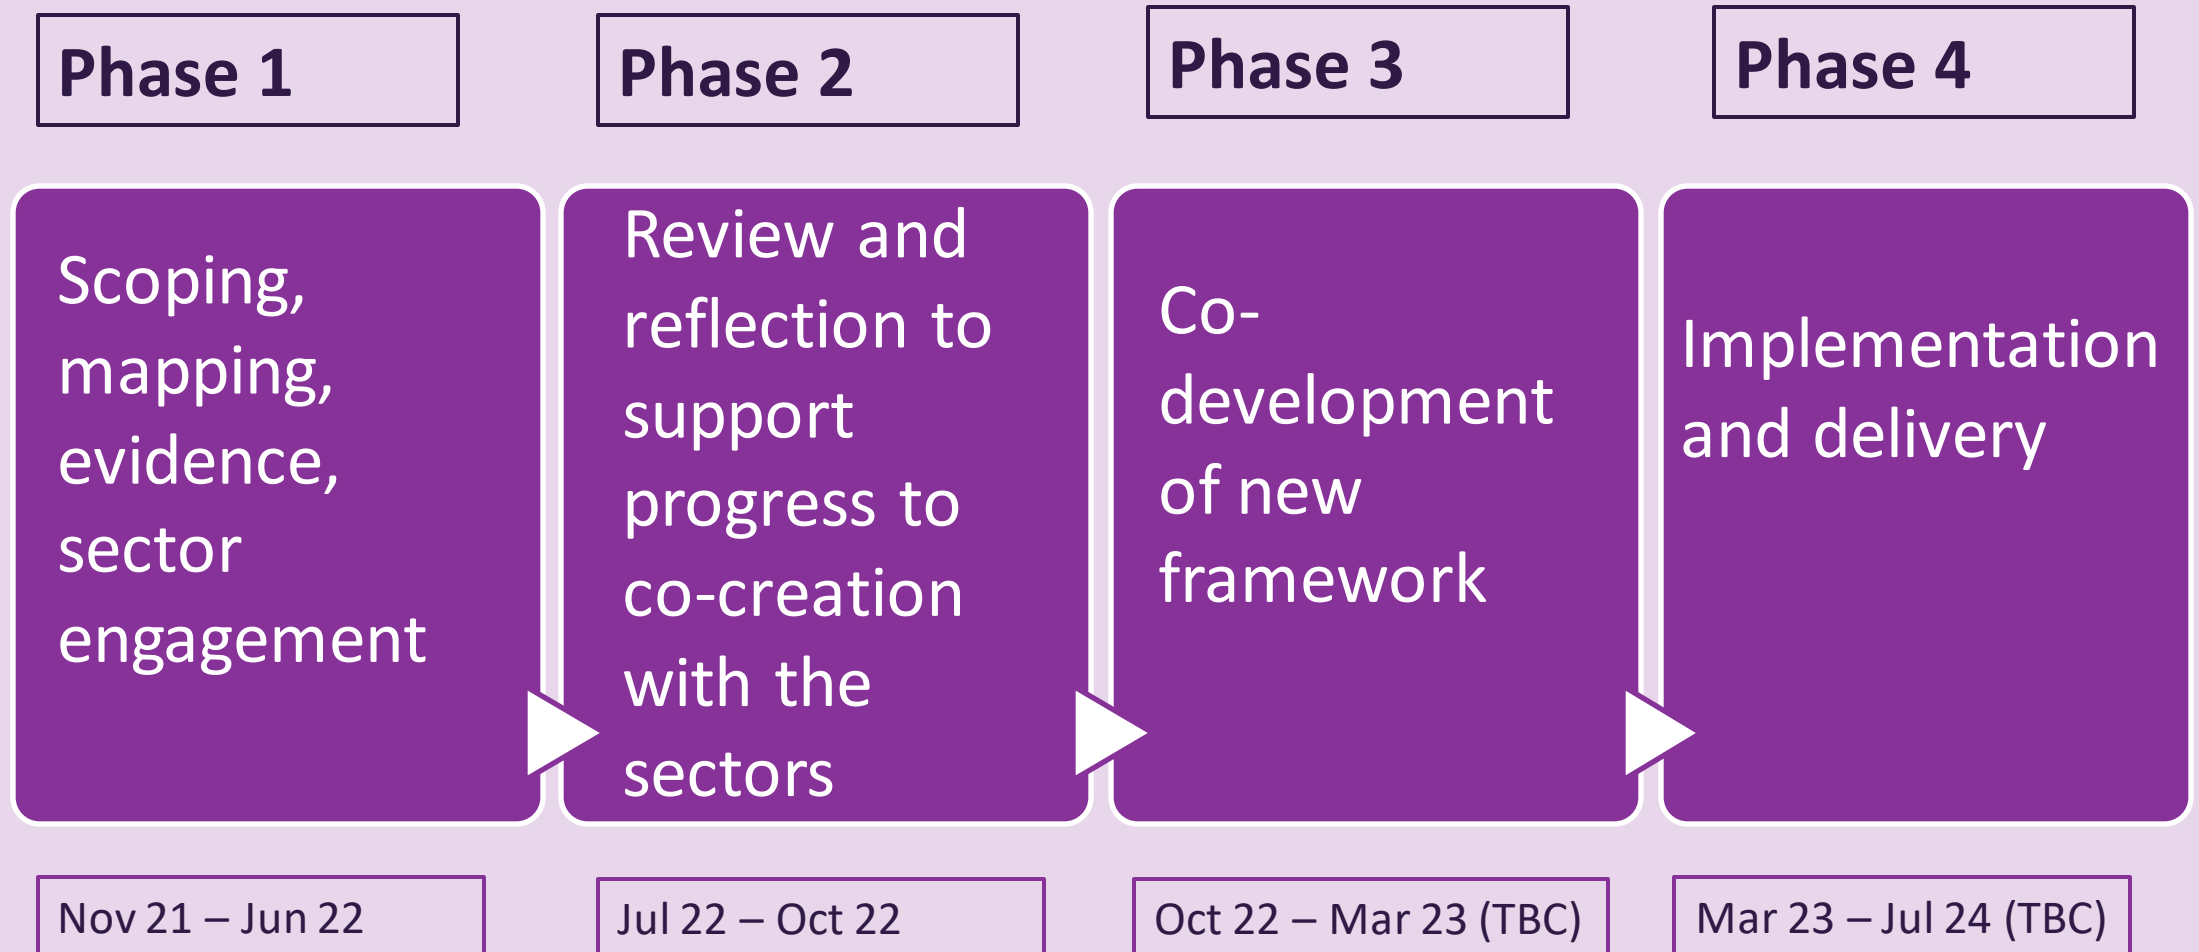 Phase 1
Phase 2
Phase 3
Phase 4
Scoping,
mapping,
evidence,
sector
engagement
Review and
reflection to
support
progress to
co-creation
with the
sectors
Co-
development
of new
framework
Implementation
and delivery
Nov 21 – Jun 22
Jul 22 – Oct 22
Oct 22 – Mar 23 (TBC)
Mar 23 – Jul 24 (TBC)